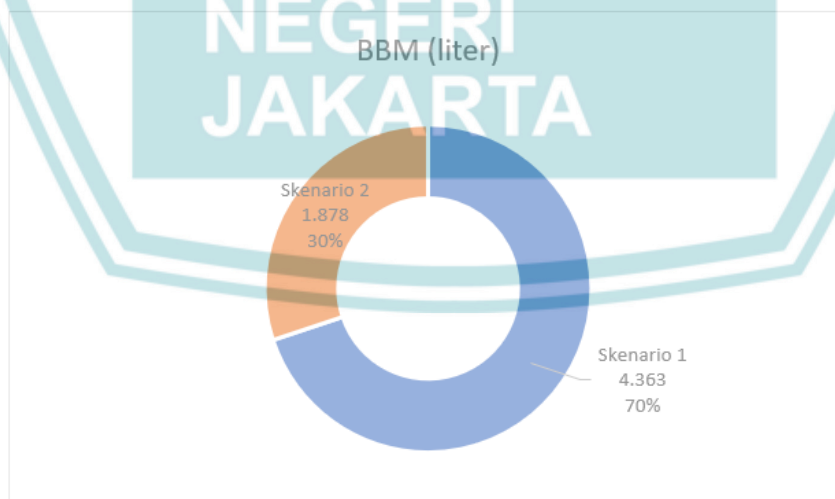 NEGERI
JAKARTA
BBM (liter)
Skenario 2
1.878
30%
Skenario 1
4.363
70%